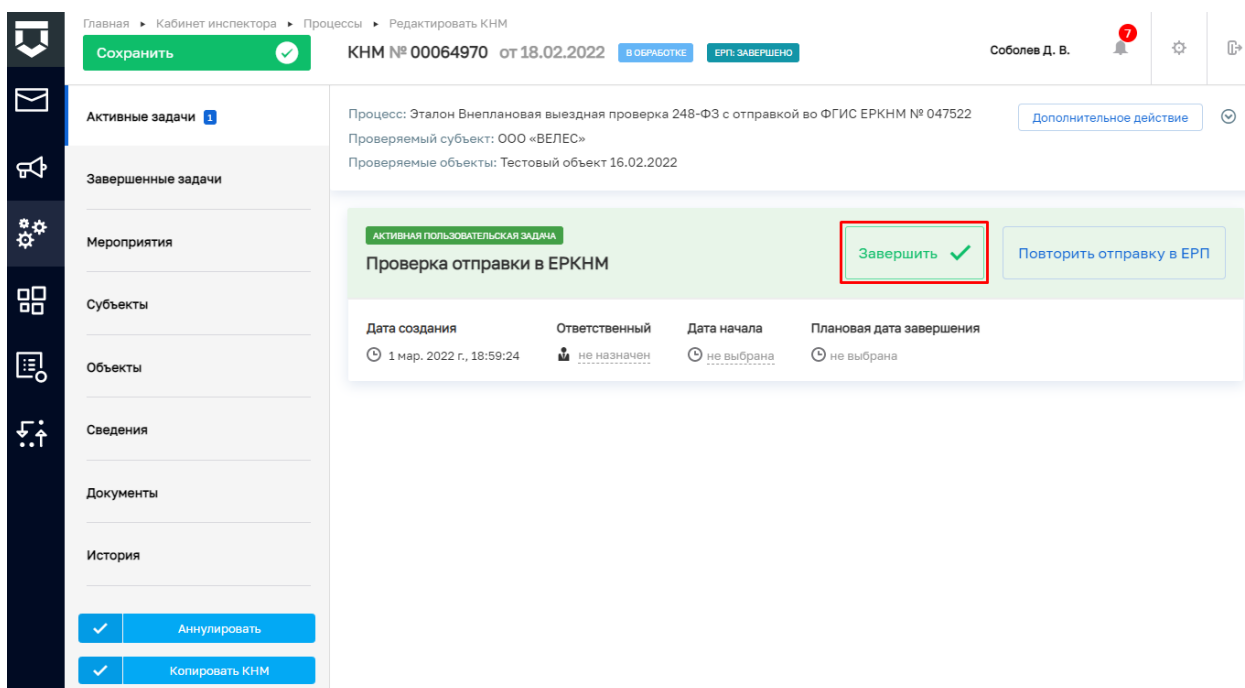 Главная ▸ Кабинет инспектора ▸ Процессы ▸ Редактировать КНМ
Сохранить
КНМ № 00064970 от 18.02.2022 В ОБРАБОТКЕ ЕРП: ЗАВЕРШЕНО
Соболев Д. В.
7
Активные задачи 1
Завершенные задачи
Мероприятия
Субъекты
Объекты
Сведения
Документы
История
Аннулировать
Копировать КНМ
Процесс: Эталон Внеплановая выездная проверка 248-ФЗ с отправкой во ФГИС ЕРКНМ № 047522
Проверяемый субъект: ООО «ВЕЛЕС»
Проверяемые объекты: Тестовый объект 16.02.2022
Дополнительное действие
АКТИВНАЯ ПОЛЬЗОВАТЕЛЬСКАЯ ЗАДАЧА
Проверка отправки в ЕРКНМ
Завершить
Повторить отправку в ЕРП
Дата создания Ответственный Дата начала Плановая дата завершения
1 мар. 2022 г., 18:59:24 не назначен не выбрана не выбрана